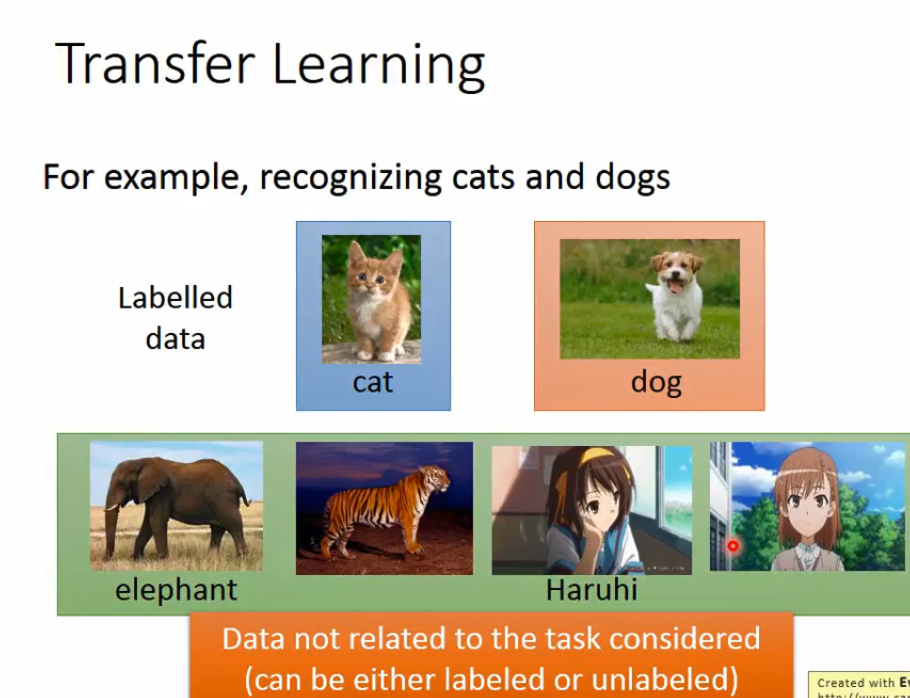 Transfer Learning
For example, recognizing cats and dogs
Labelled
data
cat
dog
elephant
Haruhi
Data not related to the task considered
(can be either labeled or unlabeled)
Created with